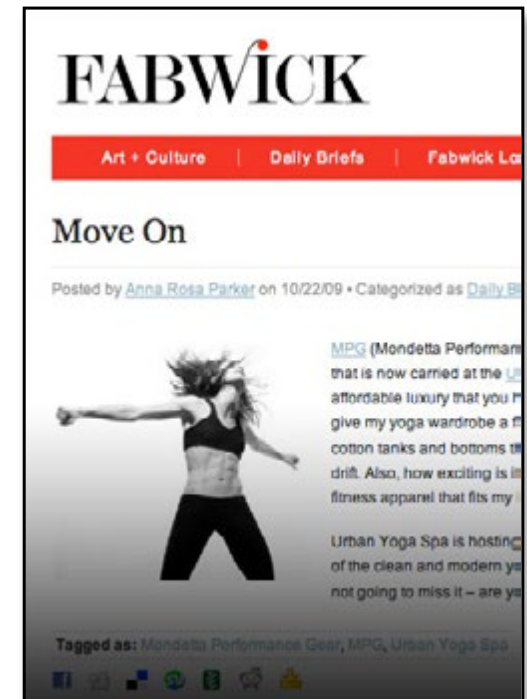 FABWICK
Art + Culture | Daily Briefs | Fabwick
Move On
Posted by Anna Rosa Parker on 10/22/09 • Categorized as Daily
MPG (Mondetta Performan
that is now carried at the
affordable luxury that you
give my yoga wardrobe a
cotton tanks and bottoms
drift. Also, how exciting is
fitness apparel that fits my
Urban Yoga Spa is hosting
of the clean and modern
not going to miss it – are
Tagged as: Mondetta Performance Gear, MPG, Urban Yoga Spa